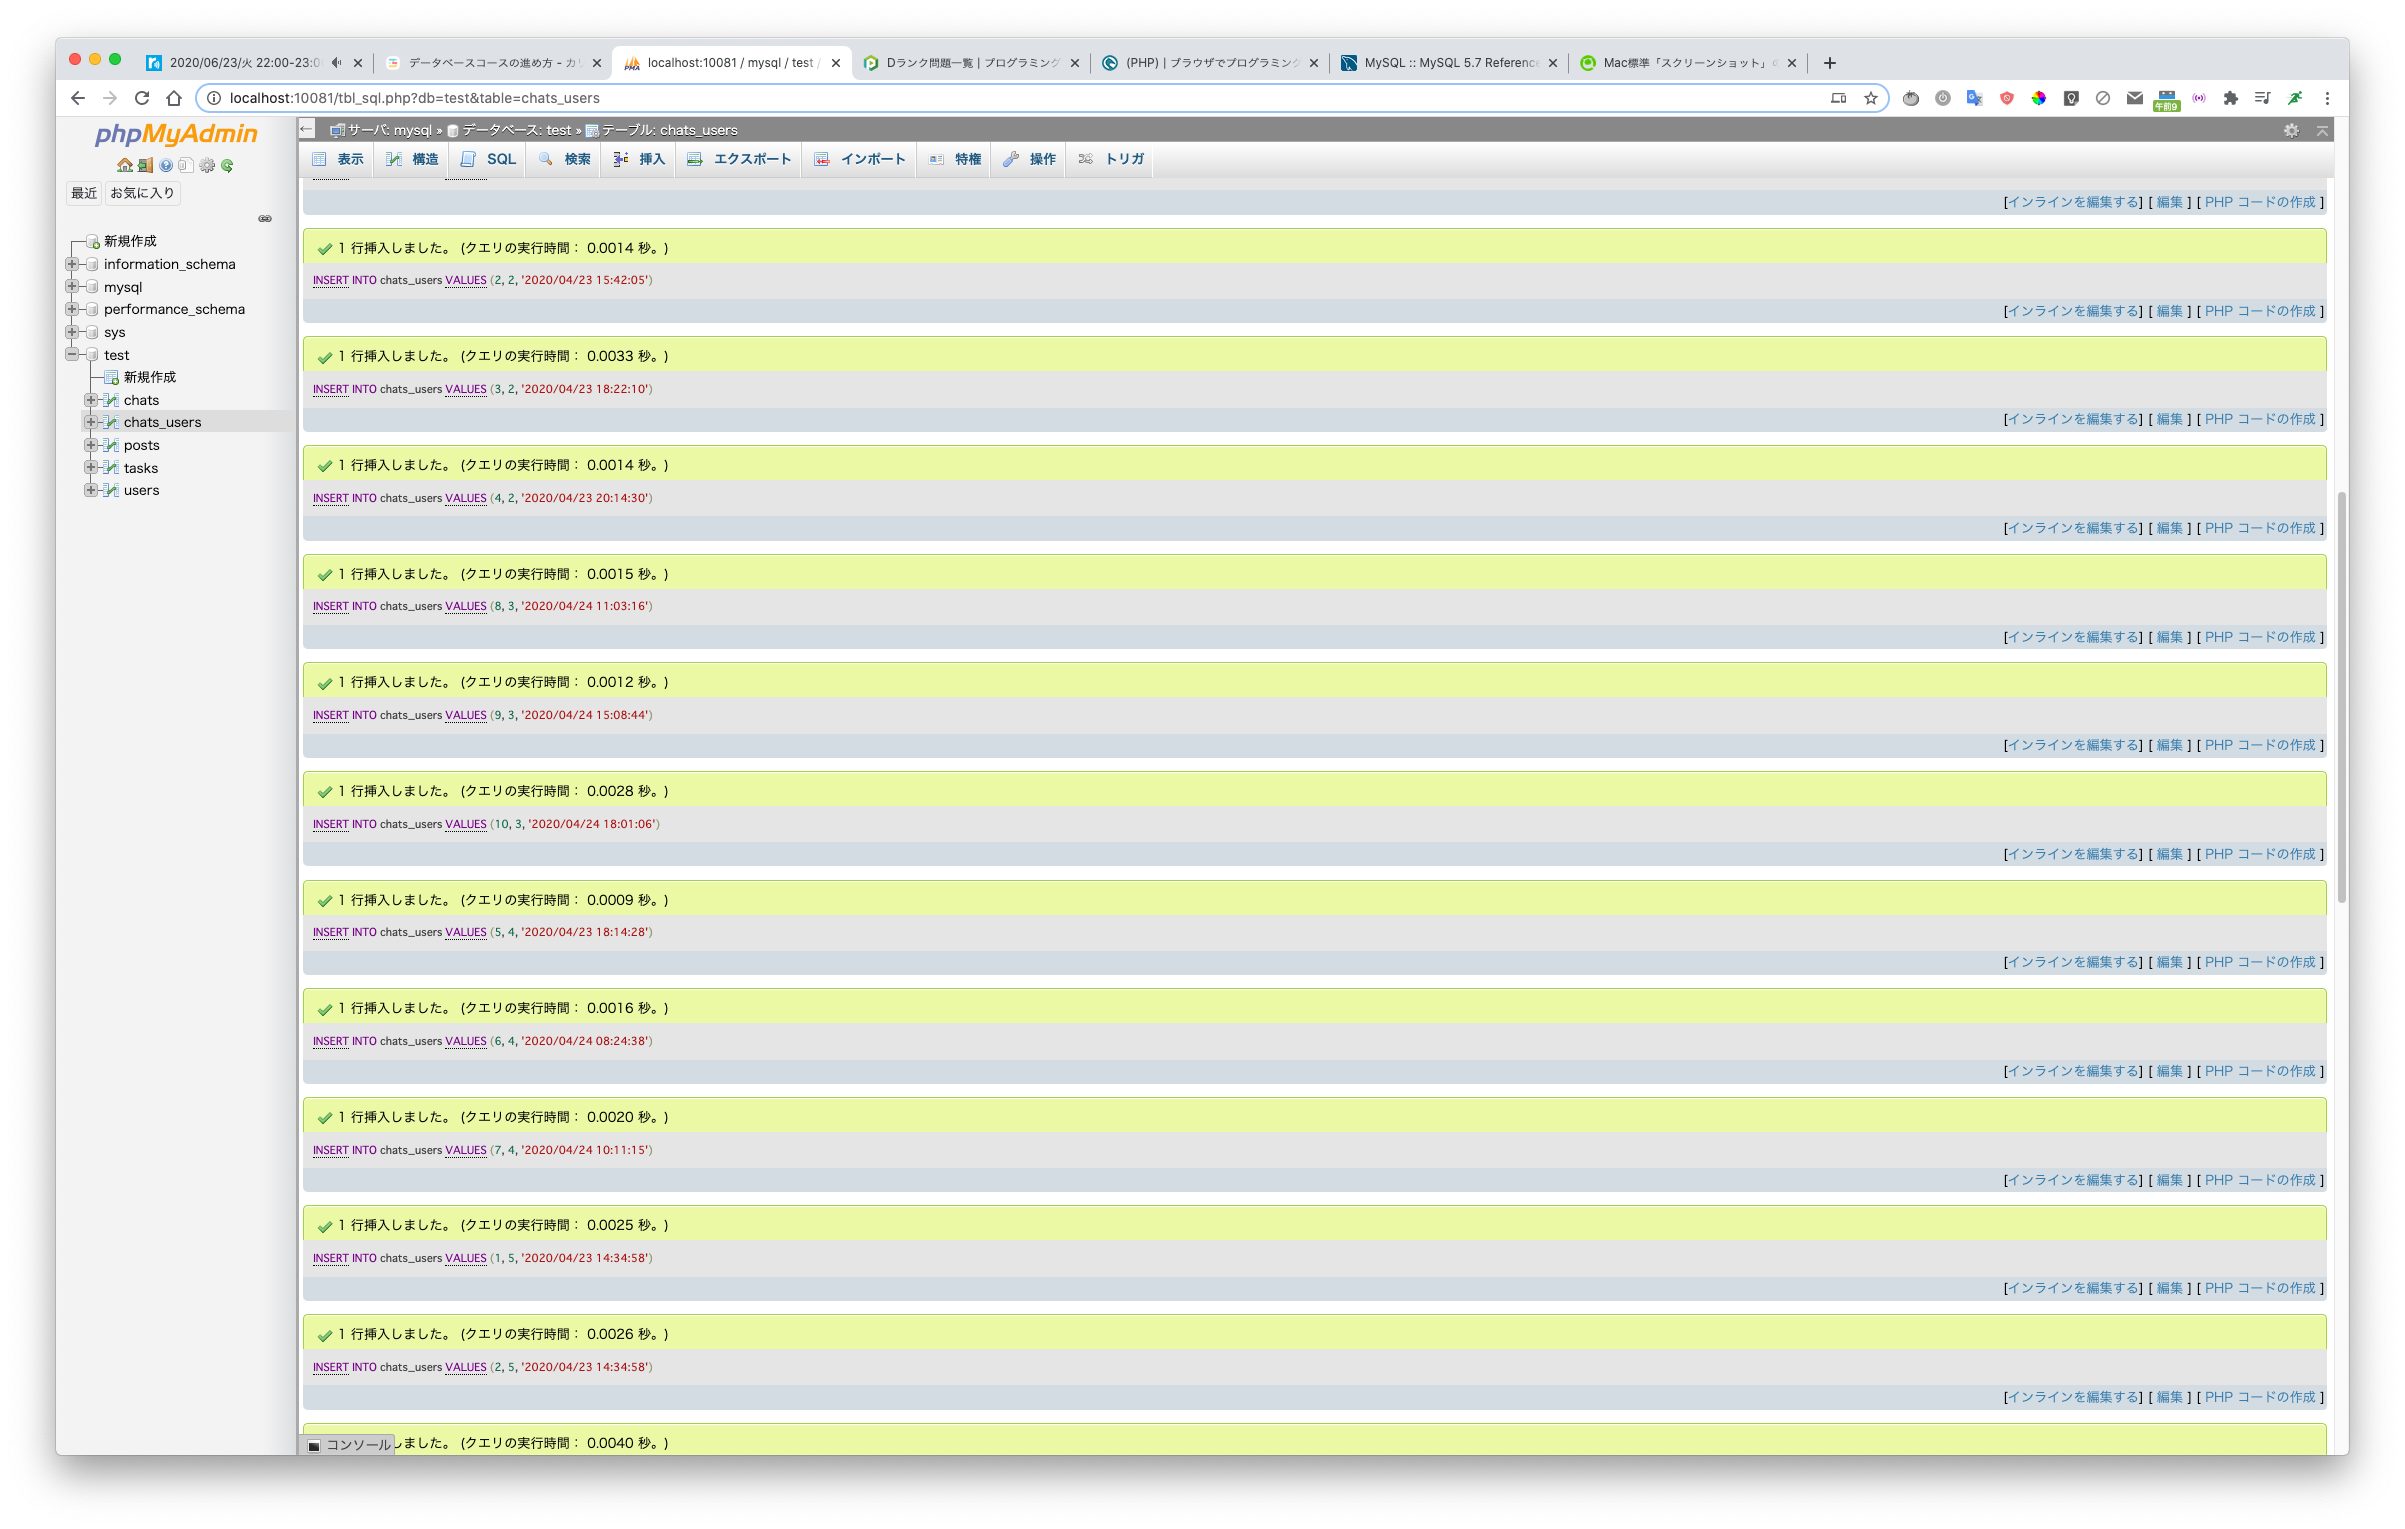 2020/06/23/火 22:00-23:0
データベースコースの進め方 - カリ
localhost:10081 / mysql / test /
Dランク問題一覧 | プログラミング
(PHP) | ブラウザでプログラミング
MySQL :: MySQL 5.7 Reference
Mac標準「スクリーンショット」の
localhost:10081/tbl_sql.php?db=test&table=chats_users
午前9
phpMyAdmin
最近 お気に入り
新規作成
information_schema
mysql
performance_schema
sys
test
新規作成
chats
chats_users
posts
tasks
users
サーバ: mysql » データベース: test » テーブル: chats_users
表示 構造 SQL 検索 挿入 エクスポート インポート 特権 操作 トリガ
[インラインを編集する] [ 編集 ] [ PHP コードの作成 ]
1 行挿入しました。 (クエリの実行時間： 0.0014 秒。)
INSERT INTO chats_users VALUES (2, 2, '2020/04/23 15:42:05')
[インラインを編集する] [ 編集 ] [ PHP コードの作成 ]
1 行挿入しました。 (クエリの実行時間： 0.0033 秒。)
INSERT INTO chats_users VALUES (3, 2, '2020/04/23 18:22:10')
[インラインを編集する] [ 編集 ] [ PHP コードの作成 ]
1 行挿入しました。 (クエリの実行時間： 0.0014 秒。)
INSERT INTO chats_users VALUES (4, 2, '2020/04/23 20:14:30')
[インラインを編集する] [ 編集 ] [ PHP コードの作成 ]
1 行挿入しました。 (クエリの実行時間： 0.0015 秒。)
INSERT INTO chats_users VALUES (8, 3, '2020/04/24 11:03:16')
[インラインを編集する] [ 編集 ] [ PHP コードの作成 ]
1 行挿入しました。 (クエリの実行時間： 0.0012 秒。)
INSERT INTO chats_users VALUES (9, 3, '2020/04/24 15:08:44')
[インラインを編集する] [ 編集 ] [ PHP コードの作成 ]
1 行挿入しました。 (クエリの実行時間： 0.0028 秒。)
INSERT INTO chats_users VALUES (10, 3, '2020/04/24 18:01:06')
[インラインを編集する] [ 編集 ] [ PHP コードの作成 ]
1 行挿入しました。 (クエリの実行時間： 0.0009 秒。)
INSERT INTO chats_users VALUES (5, 4, '2020/04/23 18:14:28')
[インラインを編集する] [ 編集 ] [ PHP コードの作成 ]
1 行挿入しました。 (クエリの実行時間： 0.0016 秒。)
INSERT INTO chats_users VALUES (6, 4, '2020/04/24 08:24:38')
[インラインを編集する] [ 編集 ] [ PHP コードの作成 ]
1 行挿入しました。 (クエリの実行時間： 0.0020 秒。)
INSERT INTO chats_users VALUES (7, 4, '2020/04/24 10:11:15')
[インラインを編集する] [ 編集 ] [ PHP コードの作成 ]
1 行挿入しました。 (クエリの実行時間： 0.0025 秒。)
INSERT INTO chats_users VALUES (1, 5, '2020/04/23 14:34:58')
[インラインを編集する] [ 編集 ] [ PHP コードの作成 ]
1 行挿入しました。 (クエリの実行時間： 0.0026 秒。)
INSERT INTO chats_users VALUES (2, 5, '2020/04/23 14:34:58')
[インラインを編集する] [ 編集 ] [ PHP コードの作成 ]
コンソール しました。 (クエリの実行時間： 0.0040 秒。)